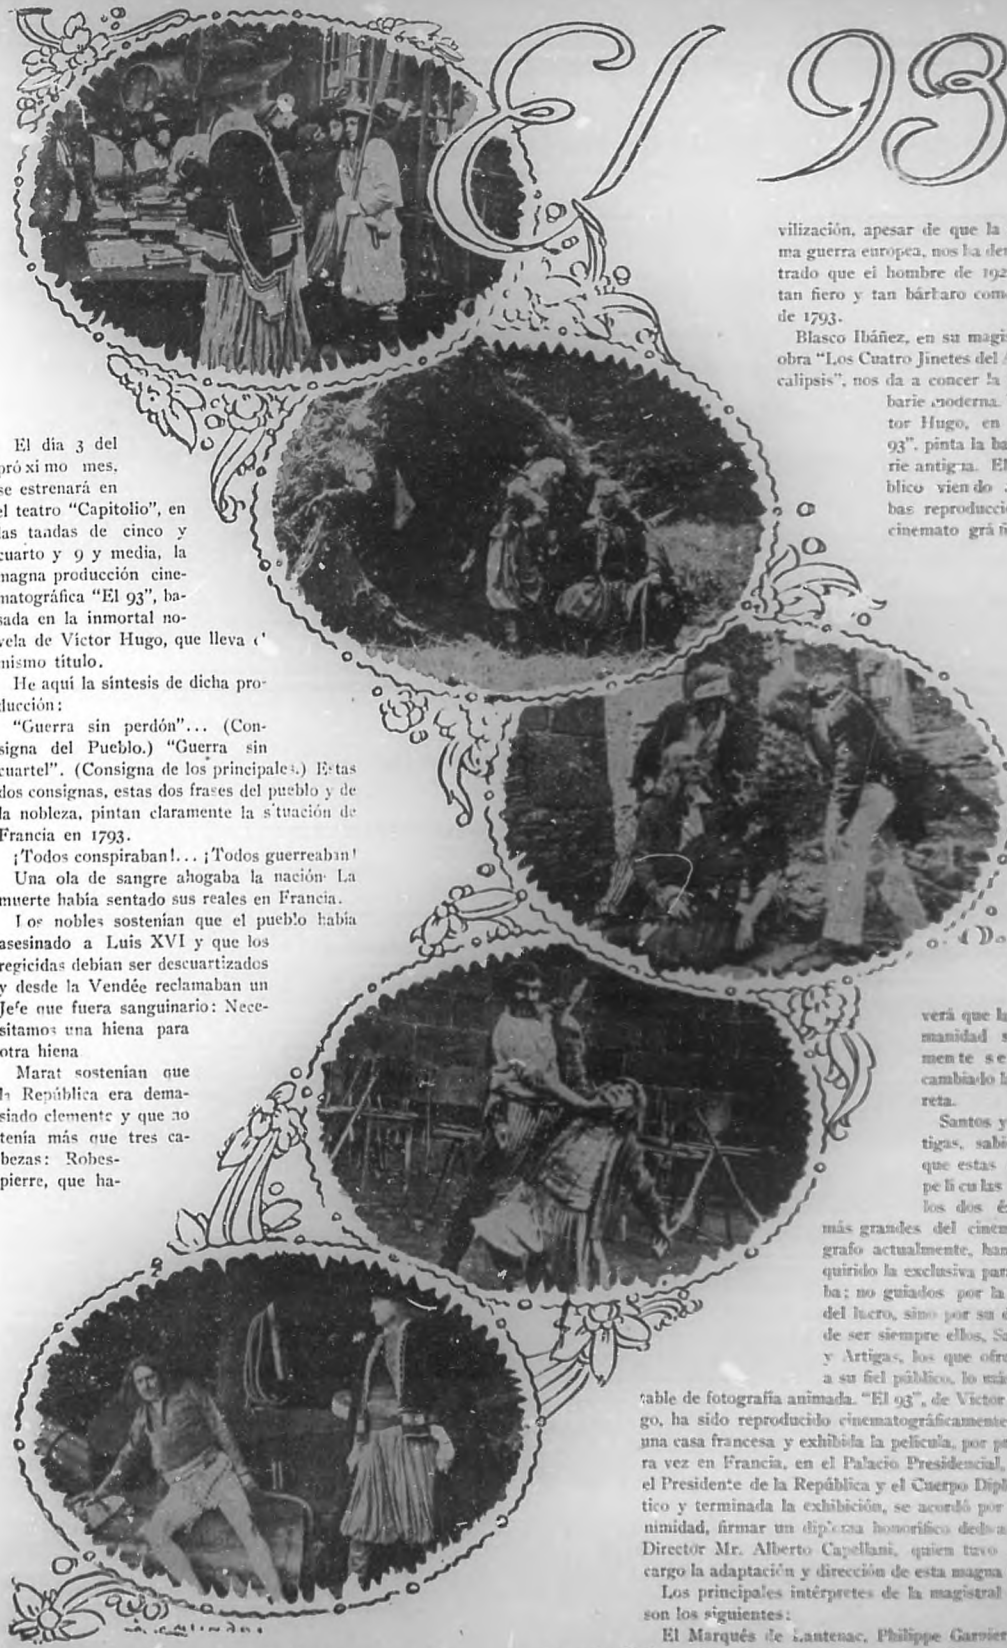 El 93
El día 3 del
próximo mes,
se estrenará en
el teatro “Capitolio”, en
las tandas de cinco y
cuarto y 9 y media, la
magna producción cine-
matográfica “El 93”, ba-
sada en la inmortal no-
vela de Victor Hugo, que lleva e'
mismo titulo.
He aquí la síntesis de dicha pro-
ducción:
“Guerra sin perdón”... (Con-
signa del Pueblo.) “Guerra sin
cuartel”. (Consigna de los principales.) Estas
dos consignas, estas dos frases del pueblo y de
la nobleza, pintan claramente la situación de
Francia en 1793.
¡Todos conspiraban!... ¡Todos guerreaban!
Una ola de sangre ahogaba la nación· La
muerte había sentado sus reales en Francia.
Los nobles sostenían que el pueblo había
asesinado a Luis XVI y que los
regicidas debían ser descuartizados
y desde la Vendée reclamaban un
Jefe que fuera sanguinario: Nece-
sitamos una hiena para
otra hiena
Marat sostenían que
la República era dema-
siado clemente y que no
tenía más que tres ca-
bezas: Robes-
pierre, que ha-
vilización, apesar de que la
ma guerra europea, nos ha de
trado que el hombre de 192
tan fiero y tan bárbaro com
de 1793.
Blasco Ibáñez, en su magi
obra “Los Cuatro Jinetes del A
calipsis”, nos da a concer la
barie moderna.
tor Hugo, en
93”, pinta la ba
rie antigua. El
blico viendo
bas reproducci
cinematográfi
verá que la
manidad s
mente se
cambiado l
reta.
Santos y
tigas, sabi
que estas
películas
los dos é
más grandes del cinem
grafo actualmente, han
quirido la exclusiva par
ba; no guiados por la
del lucro, sino por su
de ser siempre ellos, Sa
y Artigas, los que ofre
a su fiel público, lo más
table de fotografía animada. “El 93”, de Victor
go, ha sido reproducido cinematográficamente
una casa francesa y exhibida la película, por p
ra vez en Francia, en el Palacio Presidencial,
el Presidente de la República y el Cuerpo Dipl
tico y terminada la exhibición, se acordó por
nimidad, firmar un diploma honorífico
Director Mr. Alberto Capellani, quien tuvo
cargo la adaptación y dirección de esta magna
Los principales intérpretes de la magistral
son los siguientes:
El Marqués de Lantenac, Philippe Garnier